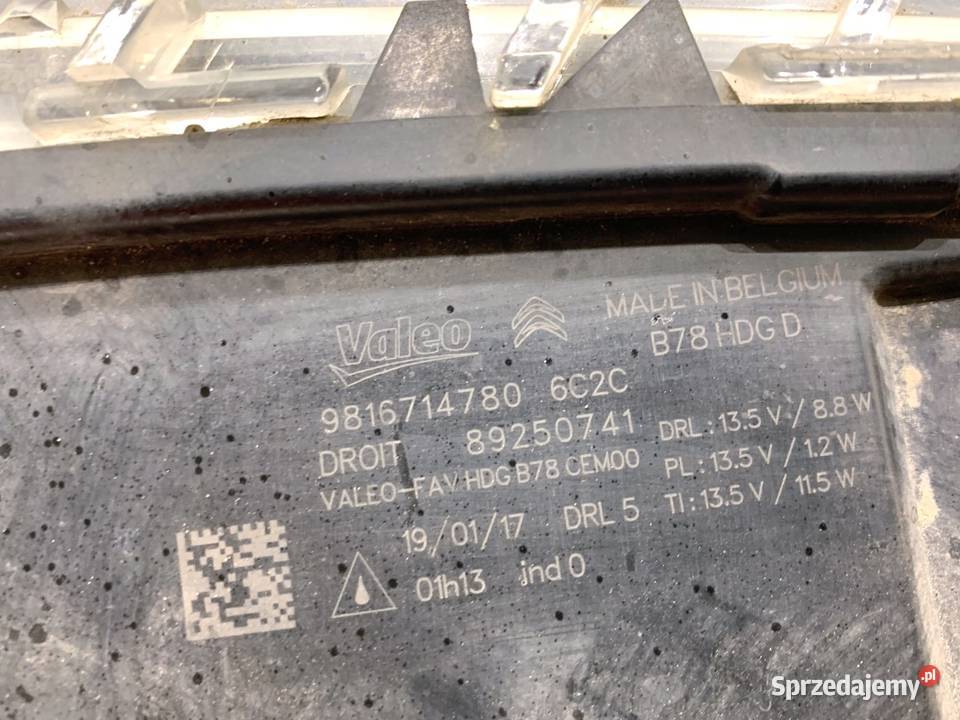 Valeo MADE IN BELGIUM
B78 HDG D
9816714780 6C2C
DROIT 89250741 DRL : 13.5 V / 8.8 W
VALEO-FAV HDG B78 CEM00 PL : 13.5 V / 1.2 W
19/01/17 DRL 5 TI : 13.5 V / 11.5 W
01h13 ind 0
Sprzedajemy.pl